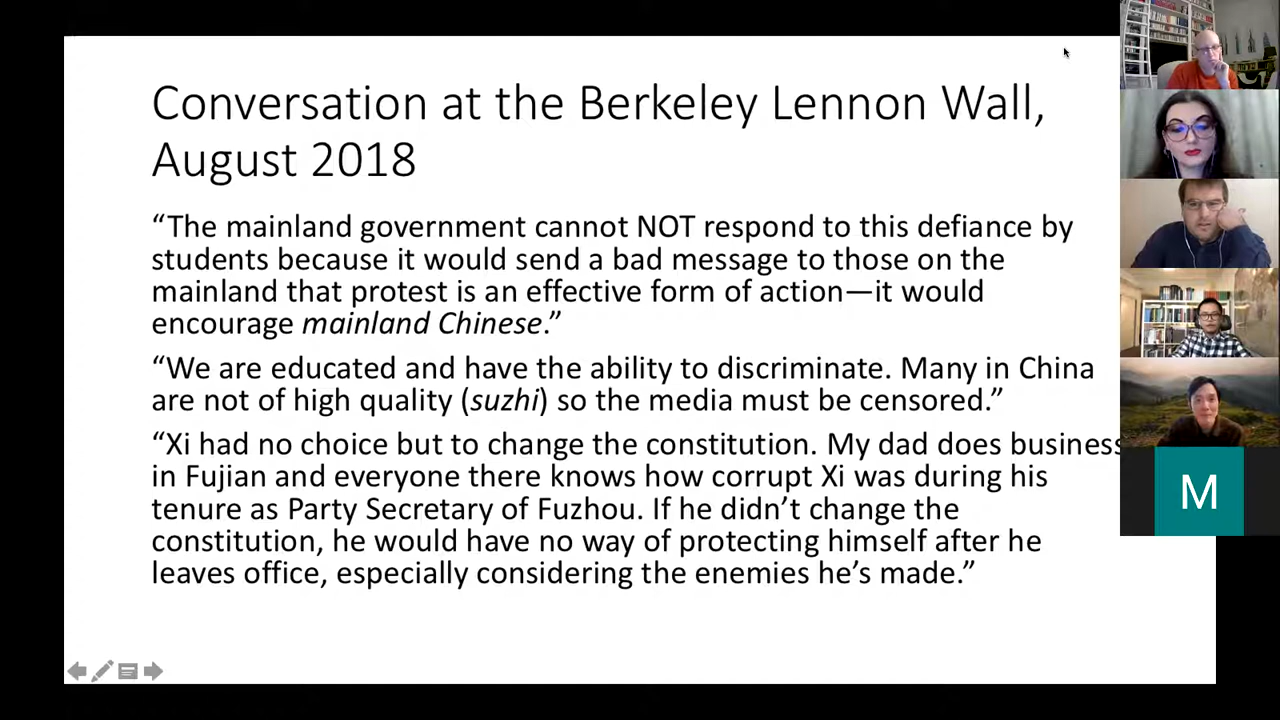 Conversation at the Berkeley Lennon Wall,
August 2018
“The mainland government cannot NOT respond to this defiance by
students because it would send a bad message to those on the
mainland that protest is an effective form of action—it would
encourage mainland Chinese.”
“We are educated and have the ability to discriminate. Many in China
are not of high quality (suzhi) so the media must be censored.”
“Xi had no choice but to change the constitution. My dad does business
in Fujian and everyone there knows how corrupt Xi was during his
tenure as Party Secretary of Fuzhou. If he didn’t change the
constitution, he would have no way of protecting himself after he
leaves office, especially considering the enemies he’s made.”
M